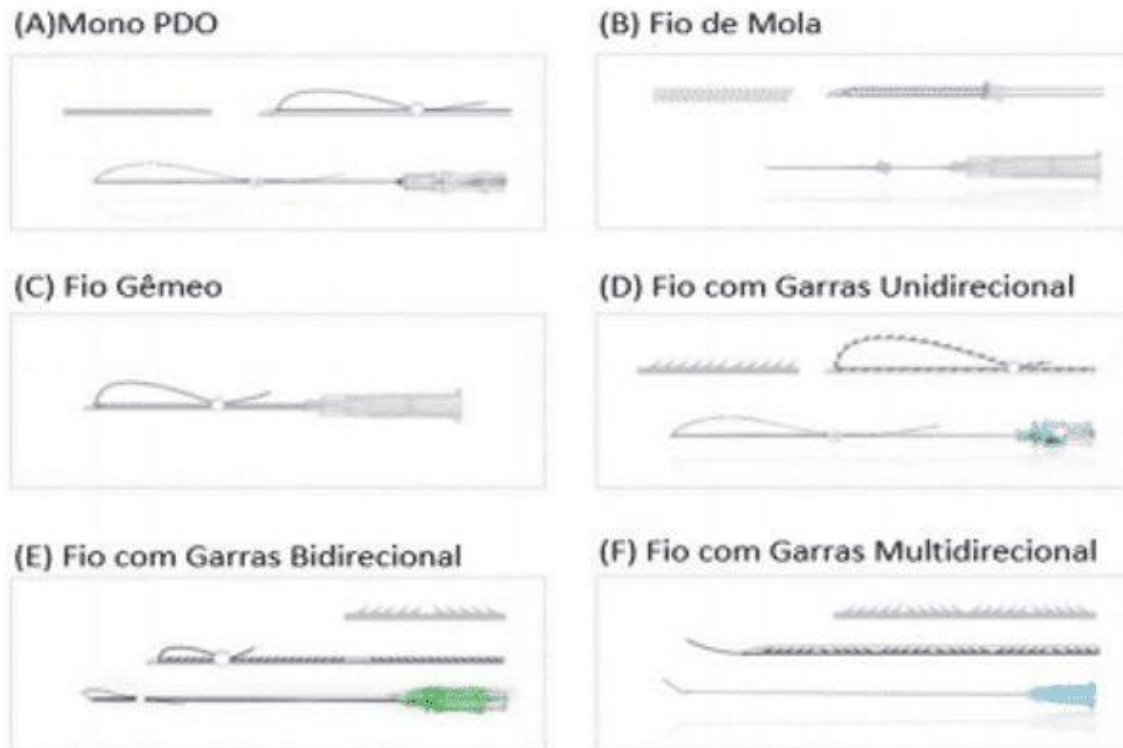 (A)Mono PDO
(B) Fio de Mola
(C) Fio Gêmeo
(D) Fio com Garras Unidirecional
(E) Fio com Garras Bidirecional
(F) Fio com Garras Multidirecional